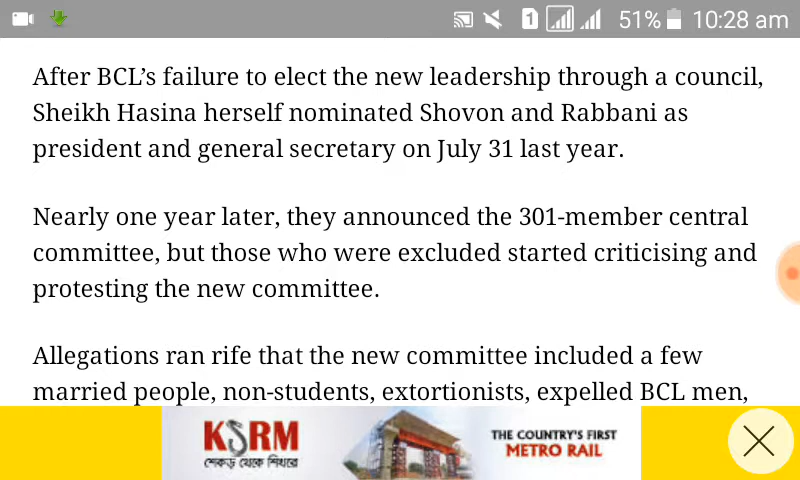 1 51% 10:28 am
After BCL’s failure to elect the new leadership through a council,
Sheikh Hasina herself nominated Shovon and Rabbani as
president and general secretary on July 31 last year.
Nearly one year later, they announced the 301-member central
committee, but those who were excluded started criticising and
protesting the new committee.
Allegations ran rife that the new committee included a few
married people, non-students, extortionists, expelled BCL men,
KSRM
শেকড় থেকে শিখরে
THE COUNTRY'S FIRST
METRO RAIL